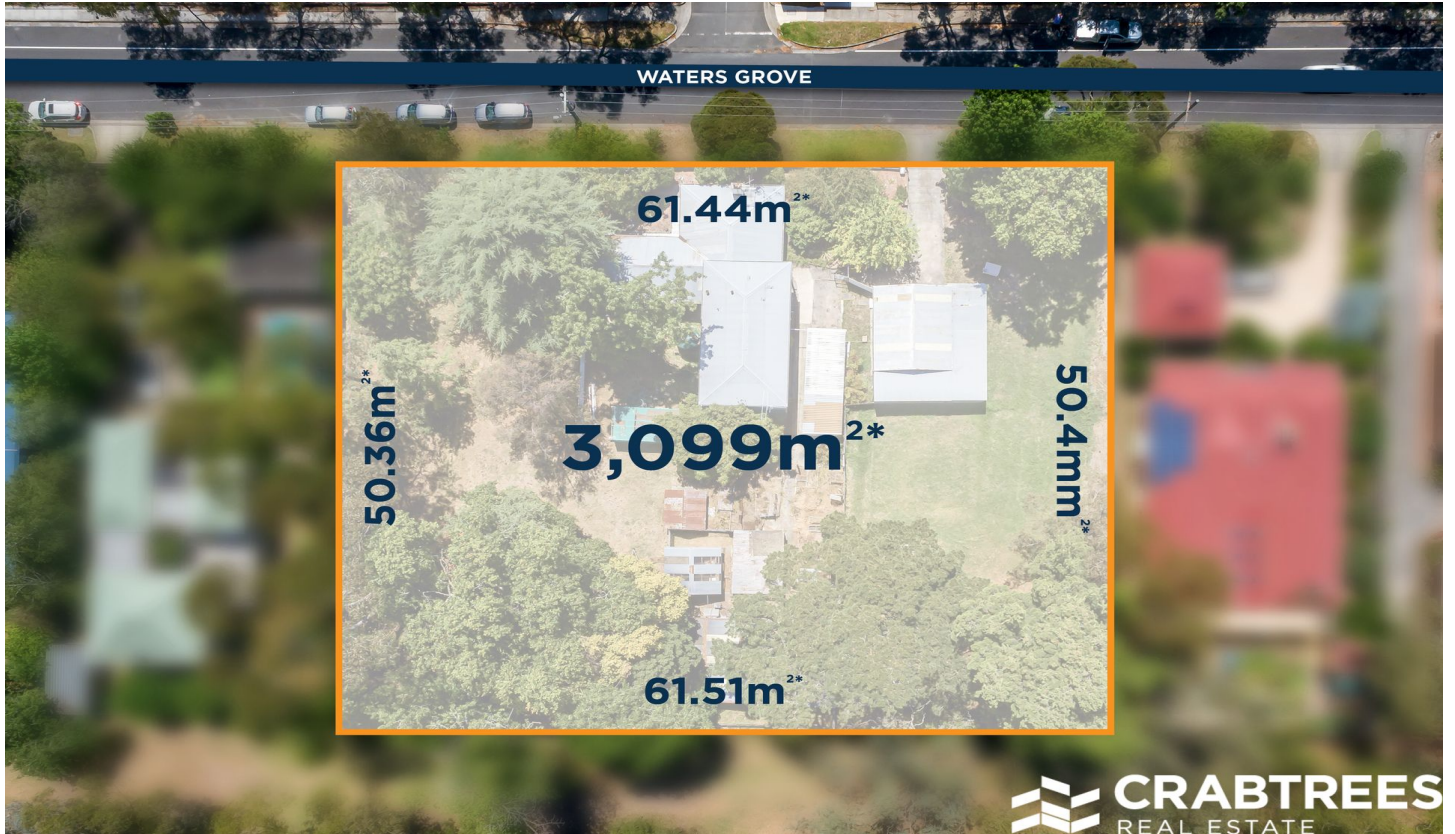 WATERS GROVE
61.44m²*
50.36m²*
3,099m²*
50.4mm²*
61.51m²*
CRABTREES
REAL ESTATE